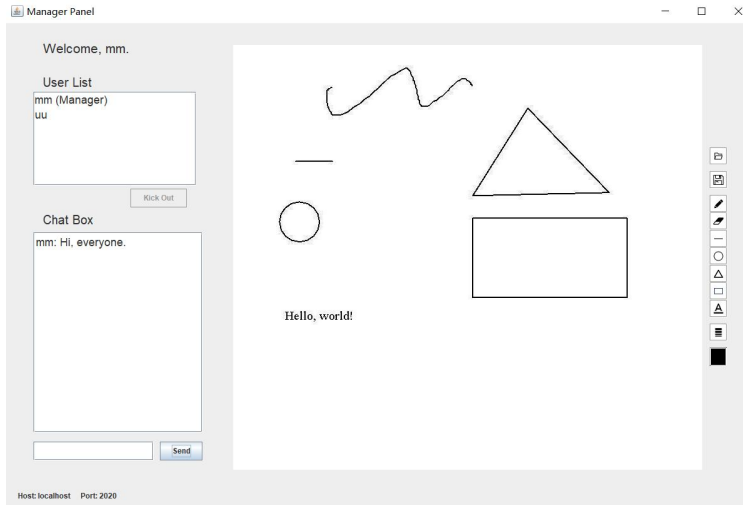 Manager Panel
Welcome, mm.
User List
mm (Manager)
uu
Kick Out
Chat Box
mm: Hi, everyone.
Send
Hello, world!
A
Host: localhost Port: 2020